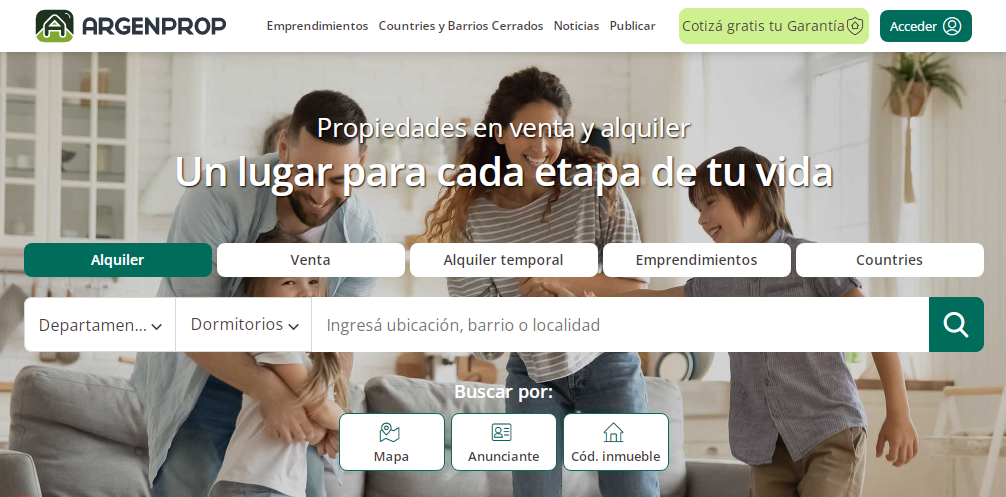 ARGENPROP
Emprendimientos Countries y Barrios Cerrados Noticias Publicar Cotizá gratis tu Garantía Acceder
Propiedades en venta y alquiler
Un lugar para cada etapa de tu vida
Alquiler Venta Alquiler temporal Emprendimientos Countries
Departamen... Dormitorios Ingresá ubicación, barrio o localidad
Buscar por:
Mapa Anunciante Cód. inmueble